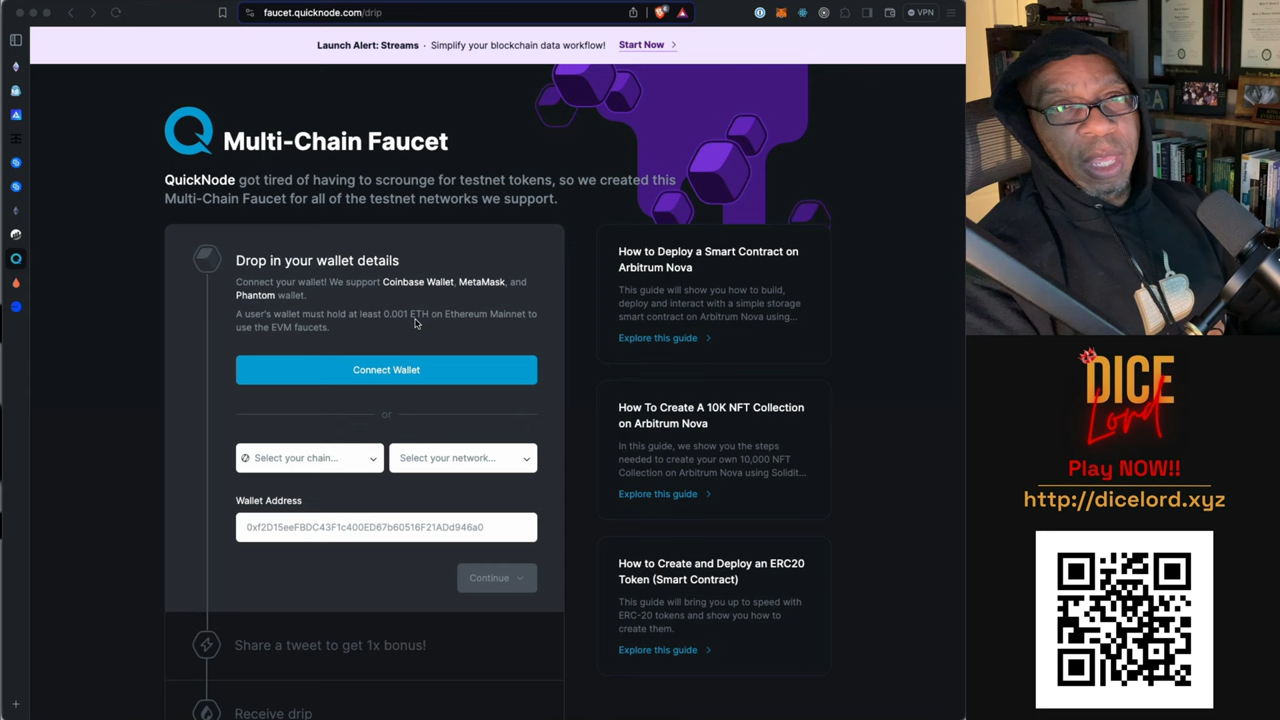 faucet.quicknode.com/drip
VPN
Launch Alert: Streams · Simplify your blockchain data workflow! Start Now
Multi-Chain Faucet
QuickNode got tired of having to scrounge for testnet tokens, so we created this
Multi-Chain Faucet for all of the testnet networks we support.
Drop in your wallet details
Connect your wallet! We support Coinbase Wallet, MetaMask, and
Phantom wallet.
A user's wallet must hold at least 0.001 ETH on Ethereum Mainnet to
use the EVM faucets.
Connect Wallet
or
Select your chain...
Select your network...
Wallet Address
0xf2D15eeFBDC43F1c400ED67b60516F21ADd946a0
Continue
Share a tweet to get 1x bonus!
Receive drip
How to Deploy a Smart Contract on
Arbitrum Nova
This guide will show you how to build,
deploy and interact with a simple storage
smart contract on Arbitrum Nova using...
Explore this guide
How To Create A 10K NFT Collection
on Arbitrum Nova
In this guide, we show you the steps
needed to create your own 10,000 NFT
Collection on Arbitrum Nova using Solidit...
Explore this guide
How to Create and Deploy an ERC20
Token (Smart Contract)
This guide will bring you up to speed with
ERC-20 tokens and show you how to
create them.
Explore this guide
DICE
Lord
Play NOW!!
http://dicelord.xyz